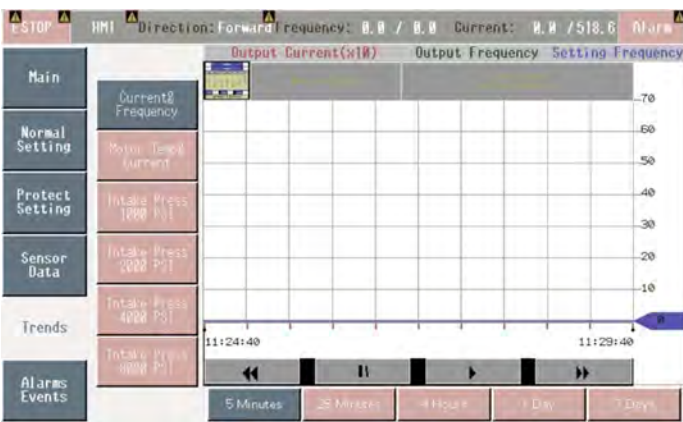 ESTOP HMI Direction: Forward Frequency: 0.0 / 0.0 Current: 0.0 /518.6 Alarm
Output Current(x10) Output Frequency Setting Frequency
Main
Normal
Setting
Protect
Setting
Sensor
Data
Trends
Alarms
Events
Current&
Frequency
Motor Temp&
Current
Intake Press
1000 PSI
Intake Press
2000 PSI
Intake Press
4000 PSI
Intake Press
8000 PSI
70
60
50
40
30
20
10
0
11:24:40 11:29:40
5 Minutes 4 Hours 1 Day 7 Days